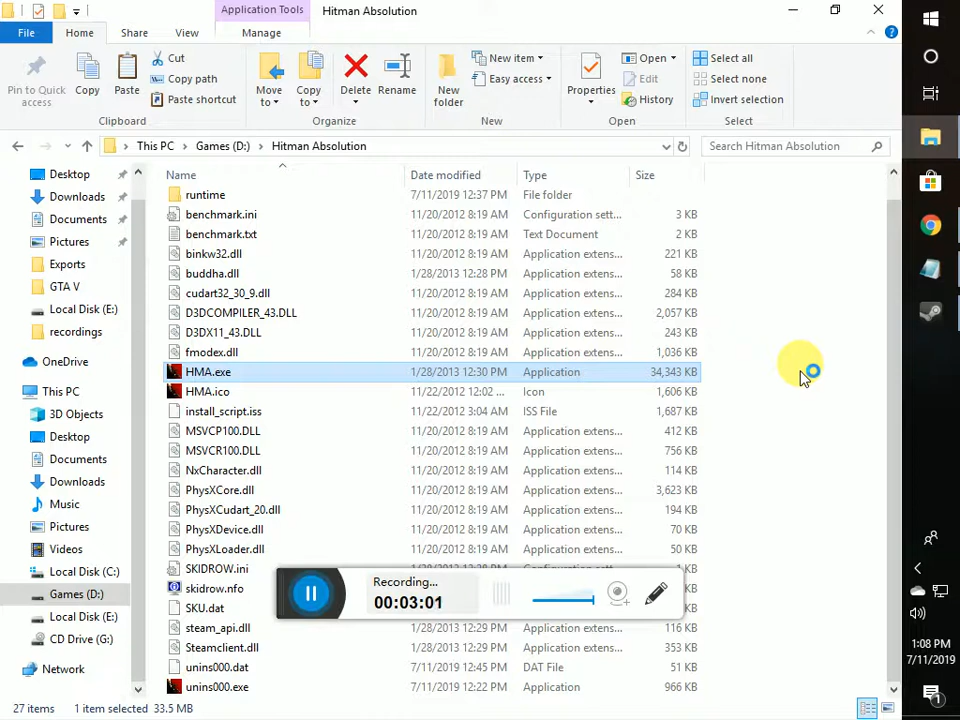 Application Tools
Hitman Absolution
File
Home
Share
View
Manage
Pin to Quick access
Copy
Paste
Cut
Copy path
Paste shortcut
Clipboard
Move to
Copy to
Delete
Rename
Organize
New folder
New item
Easy access
New
Properties
Open
Edit
History
Open
Select all
Select none
Invert selection
Select
This PC > Games (D:) > Hitman Absolution
Search Hitman Absolution
Desktop
Downloads
Documents
Pictures
Exports
GTA V
Local Disk (E:)
recordings
OneDrive
This PC
3D Objects
Desktop
Documents
Downloads
Music
Pictures
Videos
Local Disk (C:)
Games (D:)
Local Disk (E:)
CD Drive (G:)
Network
Name Date modified Type Size
runtime 7/11/2019 12:37 PM File folder
benchmark.ini 11/20/2012 8:19 AM Configuration sett... 3 KB
benchmark.txt 11/20/2012 8:19 AM Text Document 2 KB
binkw32.dll 11/20/2012 8:19 AM Application extens... 221 KB
buddha.dll 1/28/2013 12:28 PM Application extens... 58 KB
cudart32_30_9.dll 11/20/2012 8:19 AM Application extens... 284 KB
D3DCOMPILER_43.DLL 11/20/2012 8:19 AM Application extens... 2,057 KB
D3DX11_43.DLL 11/20/2012 8:19 AM Application extens... 243 KB
fmodex.dll 11/20/2012 8:19 AM Application extens... 1,036 KB
HMA.exe 1/28/2013 12:30 PM Application 34,343 KB
HMA.ico 11/22/2012 12:02 ... Icon 1,606 KB
install_script.iss 11/22/2012 3:04 AM ISS File 1,687 KB
MSVCP100.DLL 11/20/2012 8:19 AM Application extens... 412 KB
MSVCR100.DLL 11/20/2012 8:19 AM Application extens... 756 KB
NxCharacter.dll 11/20/2012 8:19 AM Application extens... 114 KB
PhysXCore.dll 11/20/2012 8:19 AM Application extens... 3,623 KB
PhysXCudart_20.dll 11/20/2012 8:19 AM Application extens... 194 KB
PhysXDevice.dll 11/20/2012 8:19 AM Application extens... 70 KB
PhysXLoader.dll 11/20/2012 8:19 AM Application extens... 50 KB
SKIDROW.ini
skidrow.nfo
SKU.dat
steam_api.dll 1/28/2013 12:29 PM Application extens... 116 KB
Steamclient.dll 1/28/2013 12:29 PM Application extens... 353 KB
unins000.dat 7/11/2019 12:45 PM DAT File 51 KB
unins000.exe 7/11/2019 12:22 PM Application 966 KB
Recording...
00:03:01
27 items 1 item selected 33.5 MB
1:08 PM
7/11/2019
1